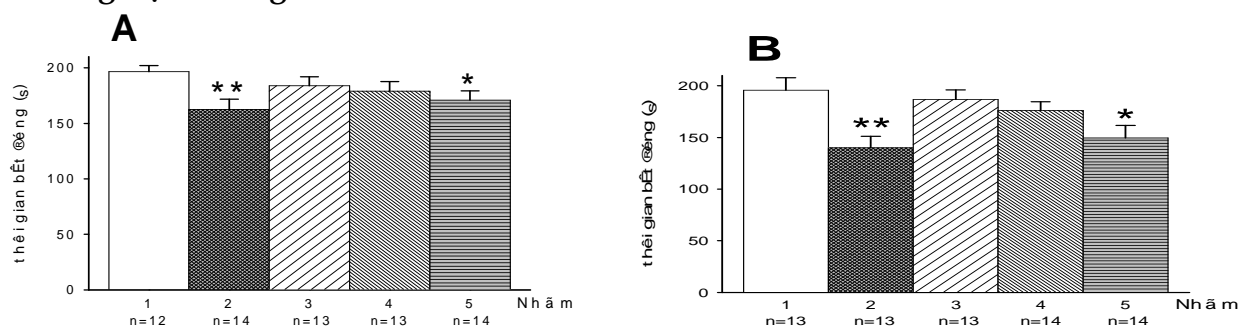 A
thêi gian bÊt ®éng (s)
200
150
100
50
0
**
*
1 2 3 4 5 Nhãm
n=12 n=14 n=13 n=13 n=14
B
thêi gian bÊt ®éng (s)
200
150
200
50
0
**
*
1 2 3 4 5 Nhãm
n=13 n=13 n=13 n=14 n=14